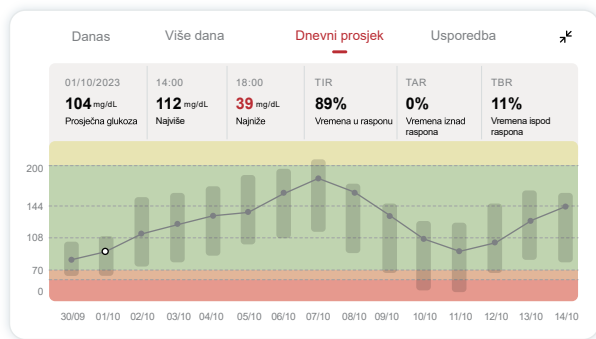 Danas
Više dana
Dnevni prosjek
Usporedba
01/10/2023
104 mg/dL
Prosječna glukoza
14:00
112 mg/dL
Najviše
18:00
39 mg/dL
Najniže
TIR
89%
Vremena u rasponu
TAR
0%
Vremena iznad
raspona
TBR
11%
Vremena ispod
raspona
200
144
108
70
0
30/09 01/10 02/10 03/10 04/10 05/10 06/10 07/10 08/10 09/10 10/10 11/10 12/10 13/10 14/10